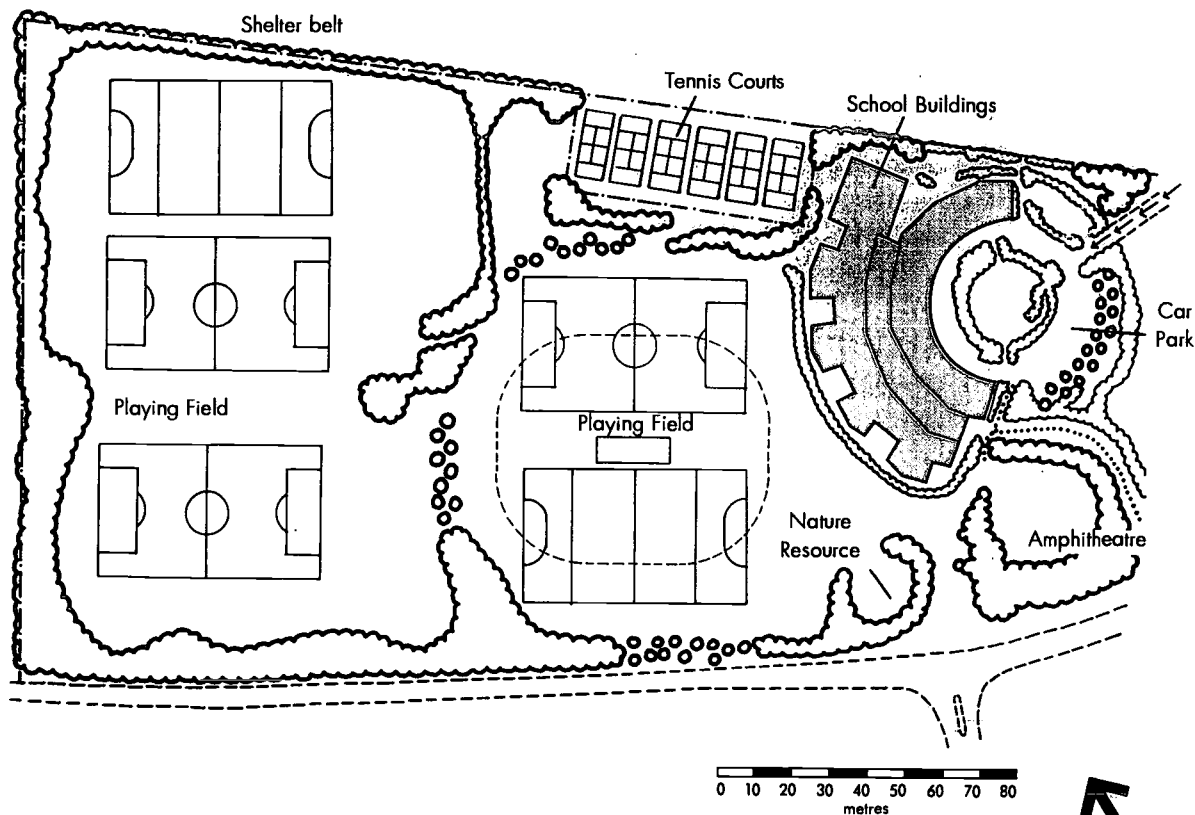 Shelter belt
Tennis Courts
School Buildings
Car
Park
Playing Field
Playing Field
Nature
Resource
Amphitheatre
0 10 20 30 40 50 60 70 80
metres